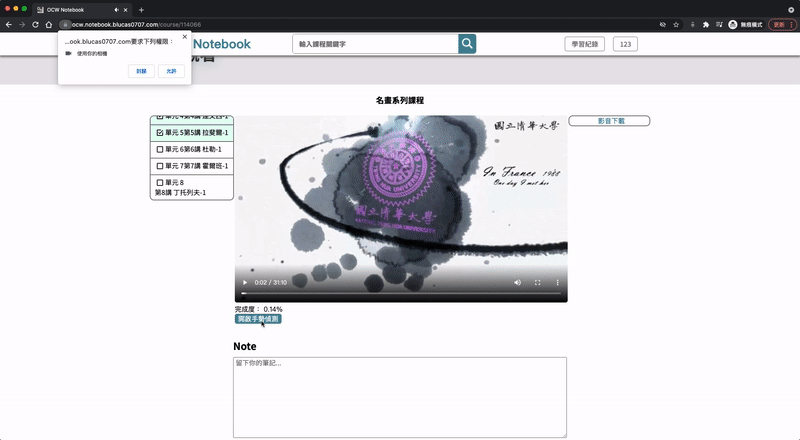 OCW Notebook
ocw.notebook.blucas0707.com/course/114066
無痕模式
更新
...ook.blucas0707.com要求下列權限：
使用你的相機
封鎖
允許
Notebook
輸入課程關鍵字
學習紀錄
123
名畫系列課程
單元 5第5講 拉斐爾-1
單元 6第6講 杜勒-1
單元 7第7講 霍爾班-1
單元 8
第8講 丁托列夫-1
影音下載
國立清華大學
In France 1968
One day I met her
國立清華大學
NATIONAL TSING HUA UNIVERSITY
0:02 / 31:10
完成度： 0.14%
開啟手勢偵測
Note
留下你的筆記...